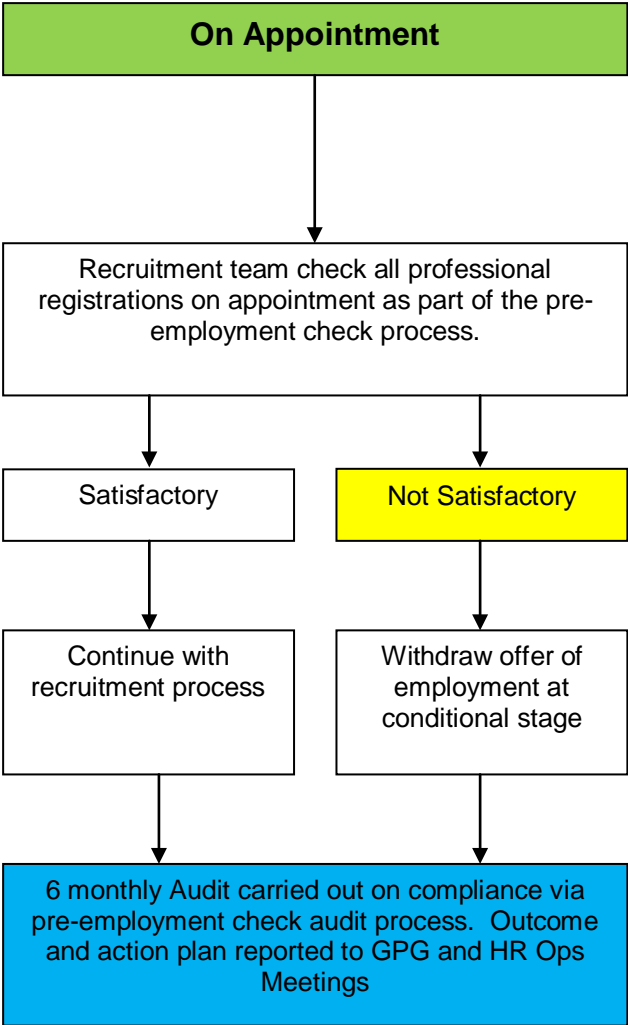 On Appointment
Recruitment team check all professional
registrations on appointment as part of the pre-
employment check process.
Satisfactory
Not Satisfactory
Continue with
recruitment process
Withdraw offer of
employment at
conditional stage
6 monthly Audit carried out on compliance via
pre-employment check audit process.  Outcome
and action plan reported to GPG and HR Ops
Meetings